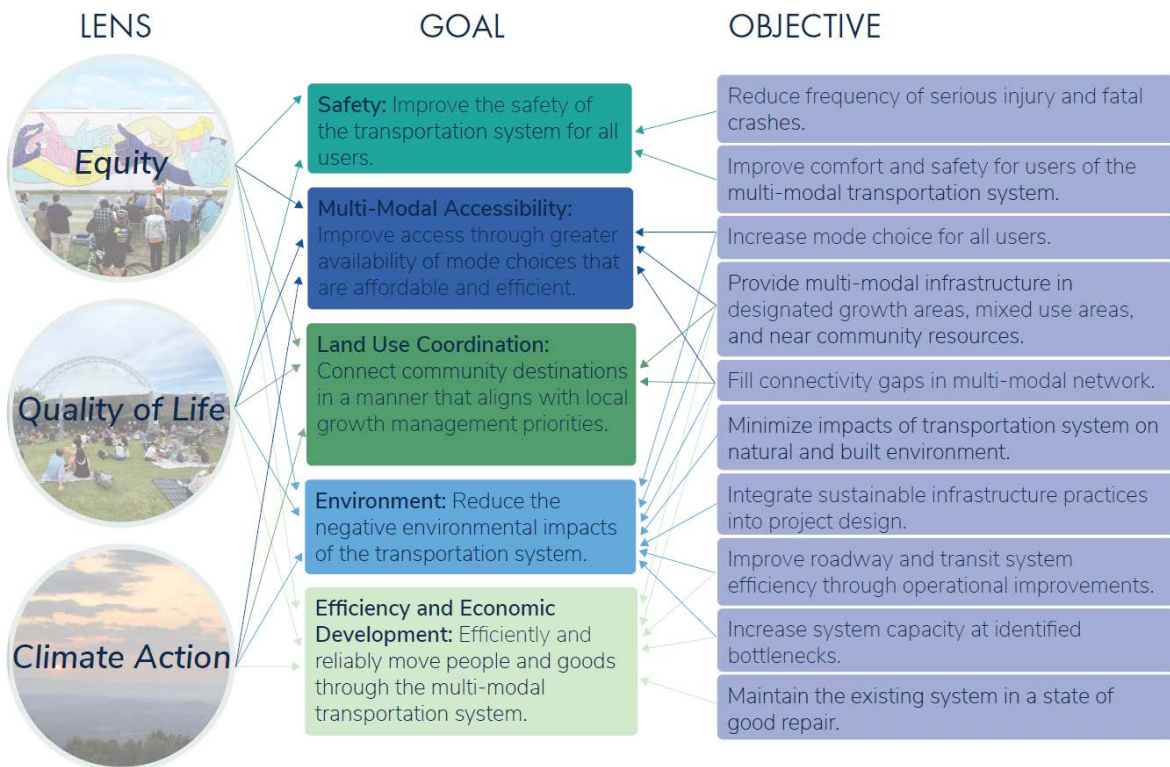 LENS
GOAL
OBJECTIVE
Equity
Quality of Life
Climate Action
Safety: Improve the safety of
the transportation system for all
users.
Multi-Modal Accessibility:
Improve access through greater
availability of mode choices that
are affordable and efficient.
Land Use Coordination:
Connect community destinations
in a manner that aligns with local
growth management priorities.
Environment: Reduce the
negative environmental impacts
of the transportation system.
Efficiency and Economic
Development: Efficiently and
reliably move people and goods
through the multi-modal
transportation system.
Reduce frequency of serious injury and fatal
crashes.
Improve comfort and safety for users of the
multi-modal transportation system.
Increase mode choice for all users.
Provide multi-modal infrastructure in
designated growth areas, mixed use areas,
and near community resources.
Fill connectivity gaps in multi-modal network.
Minimize impacts of transportation system on
natural and built environment.
Integrate sustainable infrastructure practices
into project design.
Improve roadway and transit system
efficiency through operational improvements.
Increase system capacity at identified
bottlenecks.
Maintain the existing system in a state of
good repair.